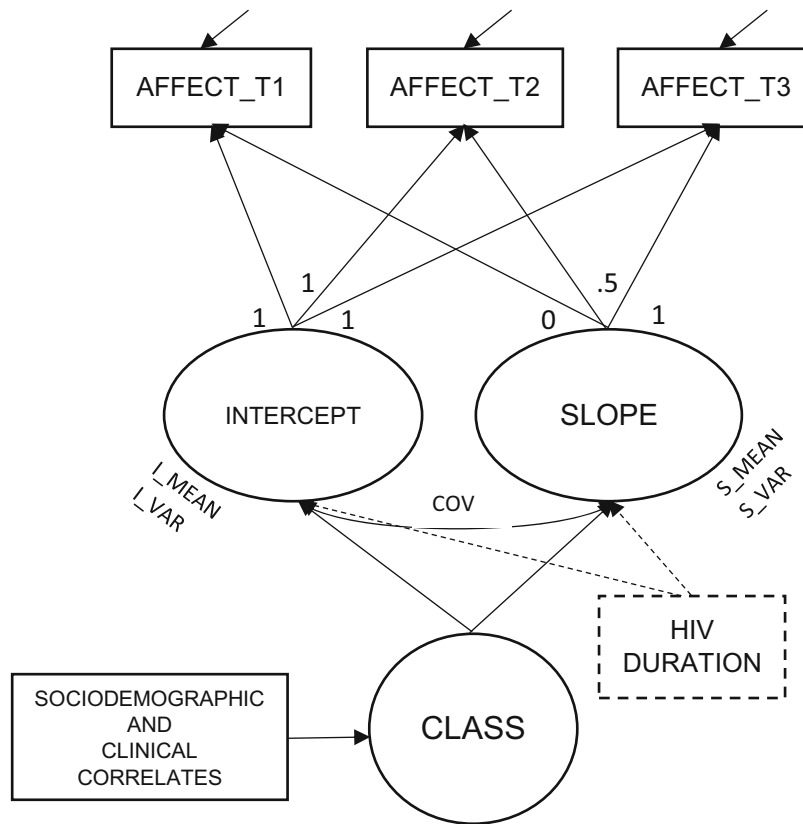 AFFECT_T1
AFFECT_T2
AFFECT_T3
1
1
1
0
.5
1
INTERCEPT
SLOPE
I_MEAN
I_VAR
COV
S_MEAN
S_VAR
HIV
DURATION
SOCIODEMOGRAPHIC
AND
CLINICAL
CORRELATES
CLASS